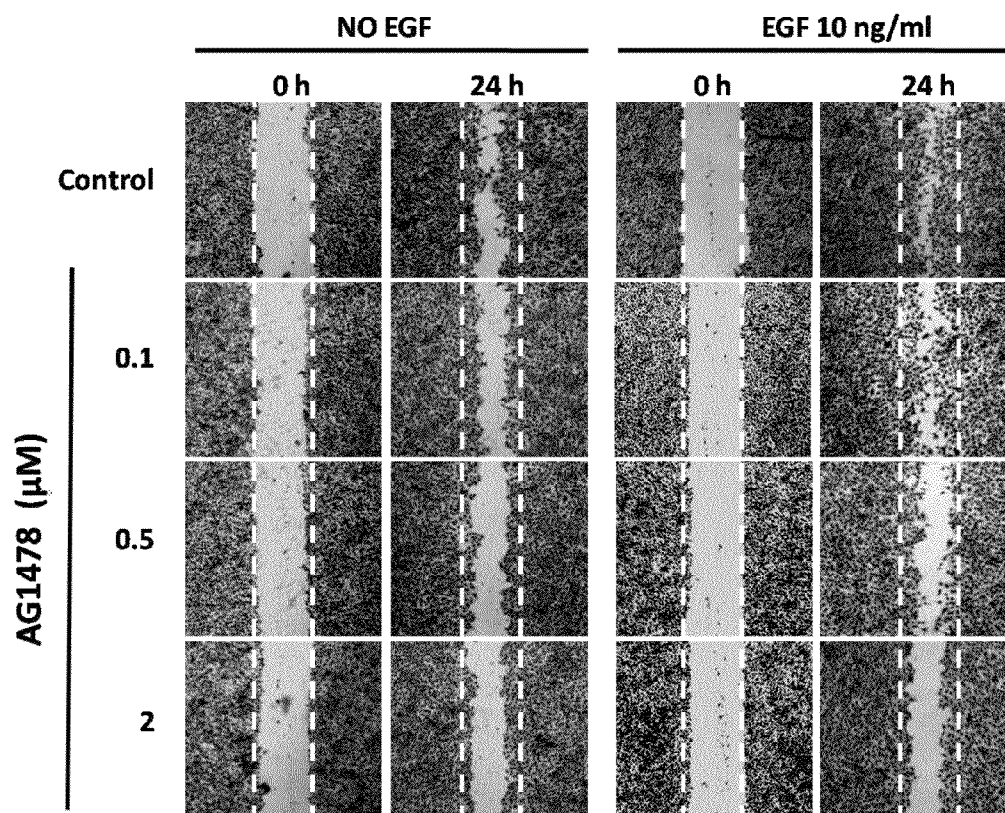 NO EGF EGF 10 ng/ml
0 h 24 h 0 h 24 h
Control
0.1
0.5
2
AG1478 (µM)